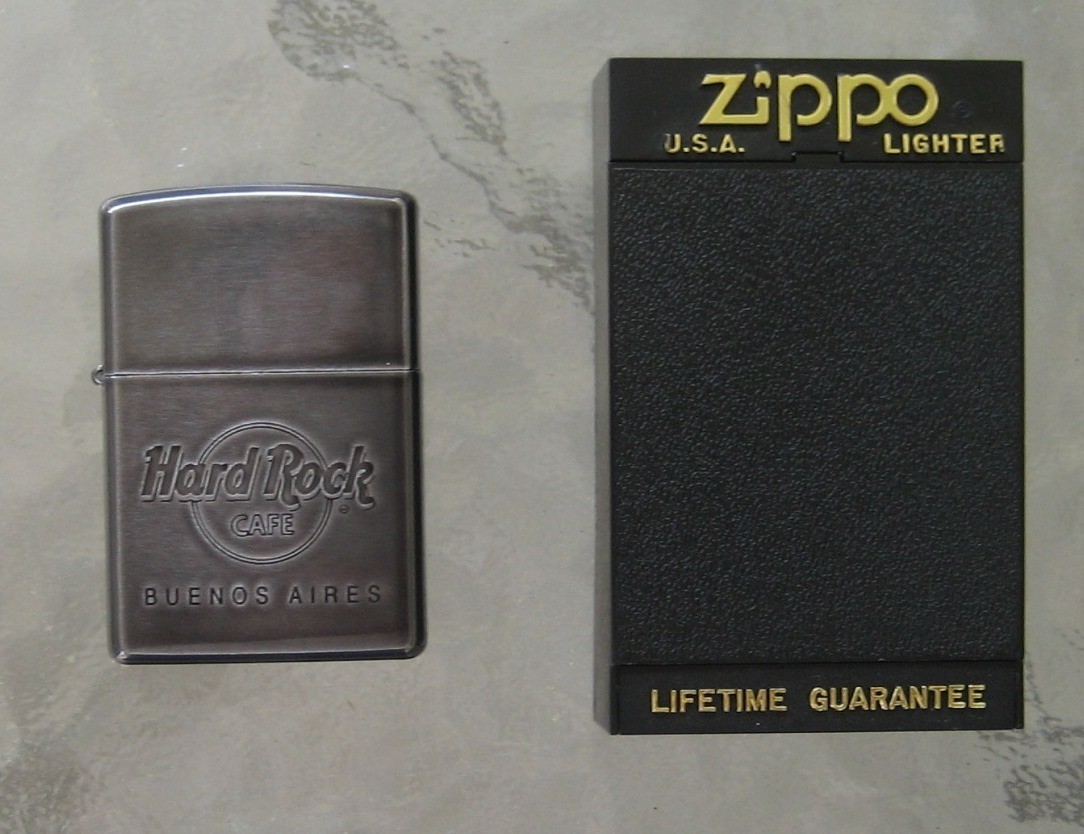 Hard Rock
CAFE
BUENOS AIRES
Zippo
U.S.A. LIGHTER
LIFETIME GUARANTEE